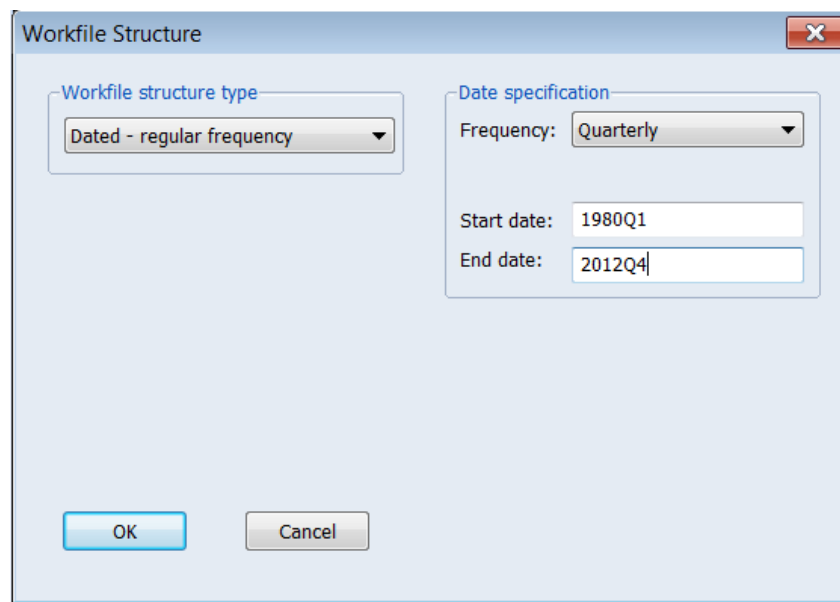 Workfile Structure
Workfile structure type
Dated - regular frequency
Date specification
Frequency: Quarterly
Start date: 1980Q1
End date: 2012Q4
OK
Cancel